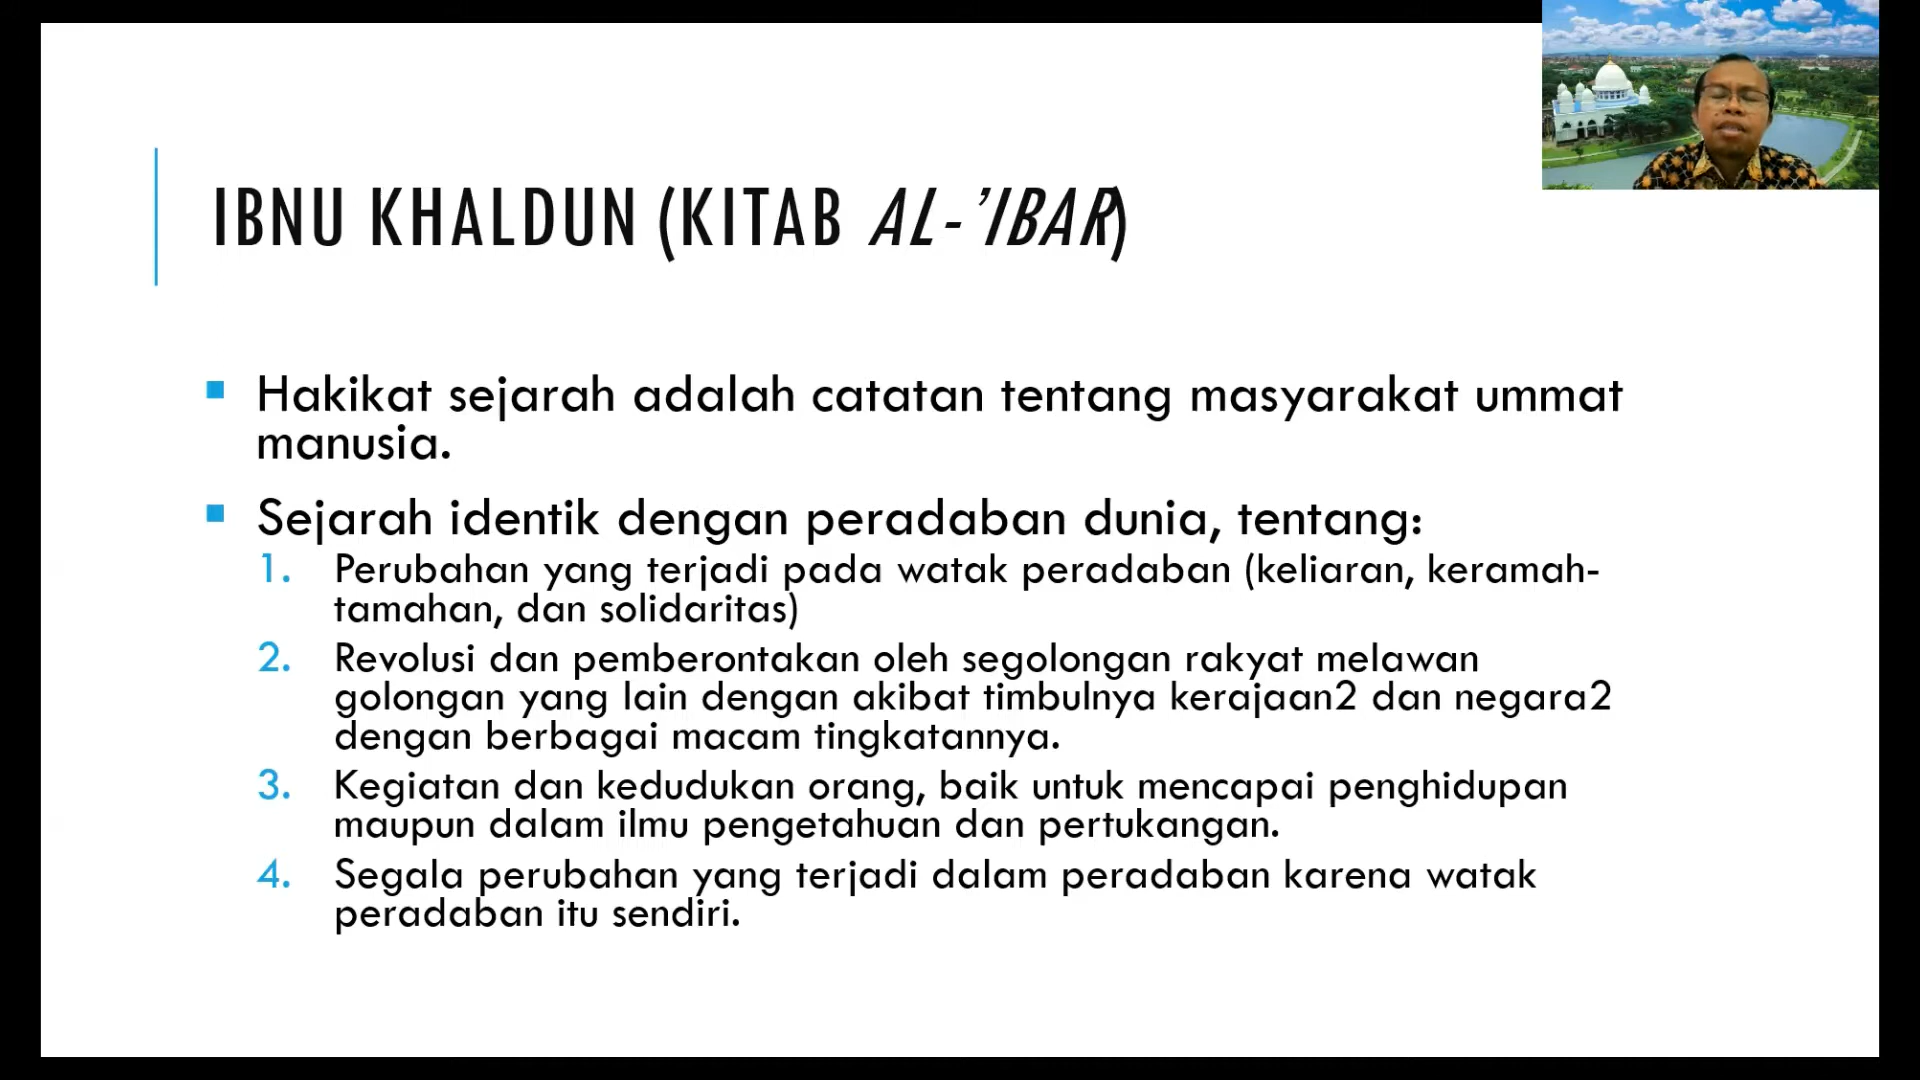 IBNU KHALDUN (KITAB AL-’IBAR)
▪ Hakikat sejarah adalah catatan tentang masyarakat ummat
manusia.
▪ Sejarah identik dengan peradaban dunia, tentang:
1. Perubahan yang terjadi pada watak peradaban (keliaran, keramah-
tamahan, dan solidaritas)
2. Revolusi dan pemberontakan oleh segolongan rakyat melawan
golongan yang lain dengan akibat timbulnya kerajaan2 dan negara2
dengan berbagai macam tingkatannya.
3. Kegiatan dan kedudukan orang, baik untuk mencapai penghidupan
maupun dalam ilmu pengetahuan dan pertukangan.
4. Segala perubahan yang terjadi dalam peradaban karena watak
peradaban itu sendiri.